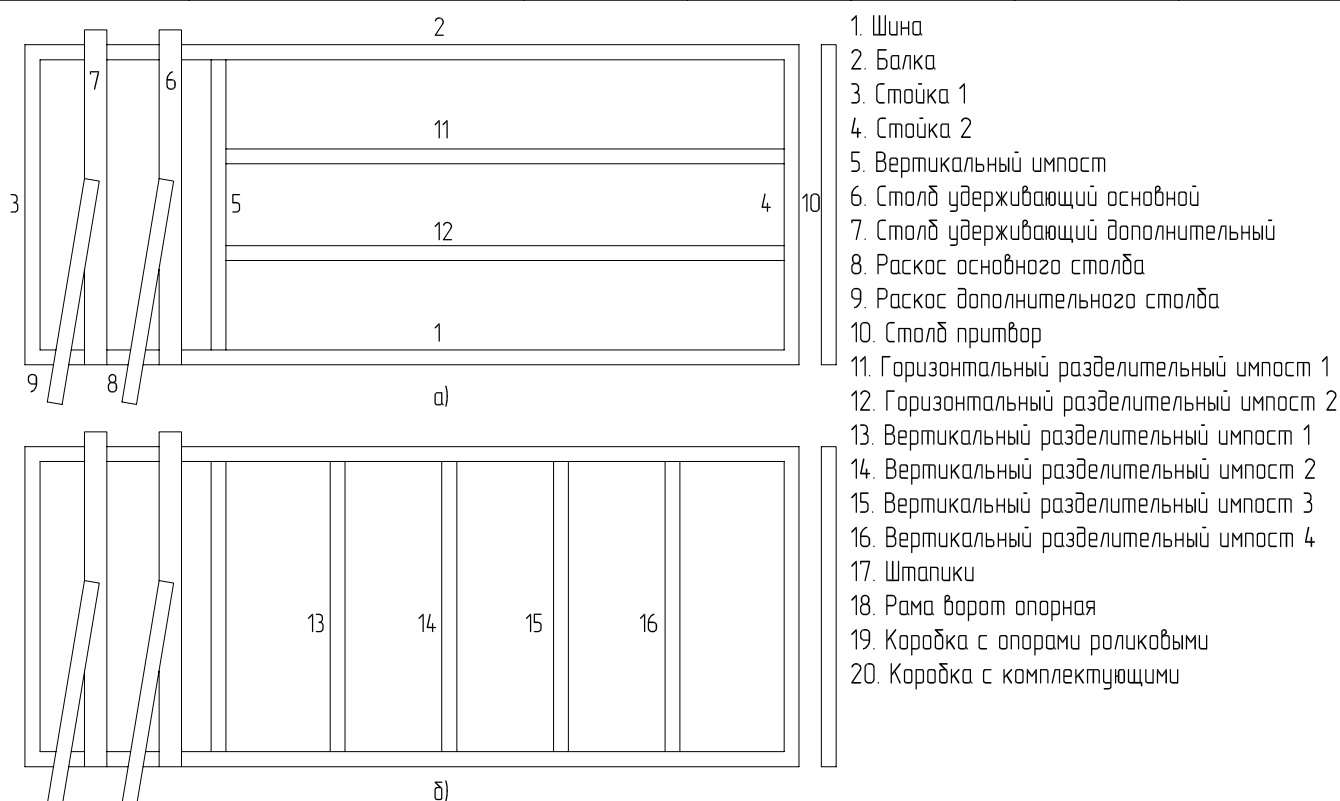 2
7
6
11
3
5
4
10
12
1
9
8
а)
13
14
15
16
б)
1. Шина
2. Балка
3. Стойка 1
4. Стойка 2
5. Вертикальный импост
6. Столб удерживающий основной
7. Столб удерживающий дополнительный
8. Раскос основного столба
9. Раскос дополнительного столба
10. Столб притвор
11. Горизонтальный разделительный импост 1
12. Горизонтальный разделительный импост 2
13. Вертикальный разделительный импост 1
14. Вертикальный разделительный импост 2
15. Вертикальный разделительный импост 3
16. Вертикальный разделительный импост 4
17. Штапики
18. Рама ворот опорная
19. Коробка с опорами роликовыми
20. Коробка с комплектующими